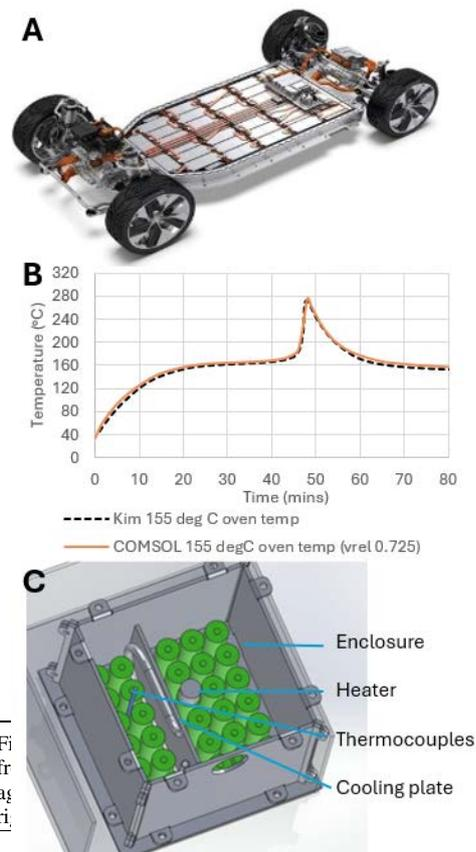 A
B
320
280
240
200
160
120
80
40
0
Temperature (°C)
0 10 20 30 40 50 60 70 80
Time (mins)
Kim 155 deg C oven temp
COMSOL 155 degC oven temp (vrel 0.725)
C
Enclosure
Heater
Thermocouples
Cooling plate